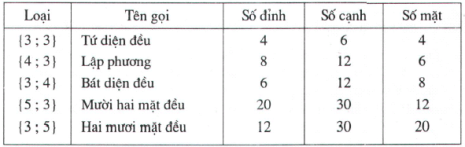 Loại Tên gọi Số đỉnh Số cạnh Số mặt
{3 ; 3} Tứ diện đều 4 6 4
{4 ; 3} Lập phương 8 12 6
{3 ; 4} Bát diện đều 6 12 8
{5 ; 3} Mười hai mặt đều 20 30 12
{3 ; 5} Hai mươi mặt đều 12 30 20